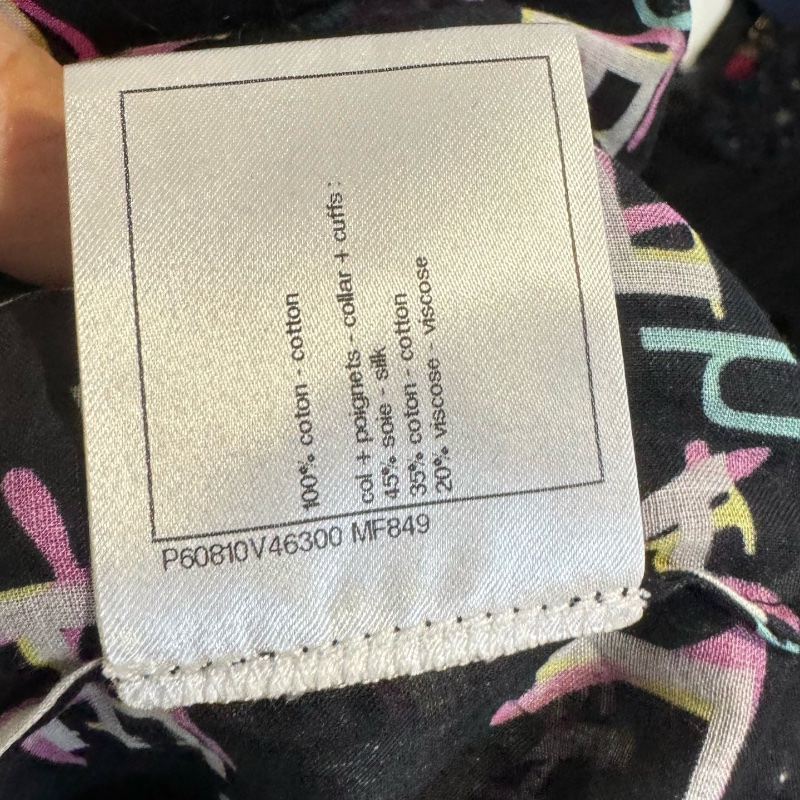 100% coton - cotton
col + poignets - collar + cuffs :
45% soie - silk
35% coton - cotton
20% viscose - viscose
P60810V46300 MF849